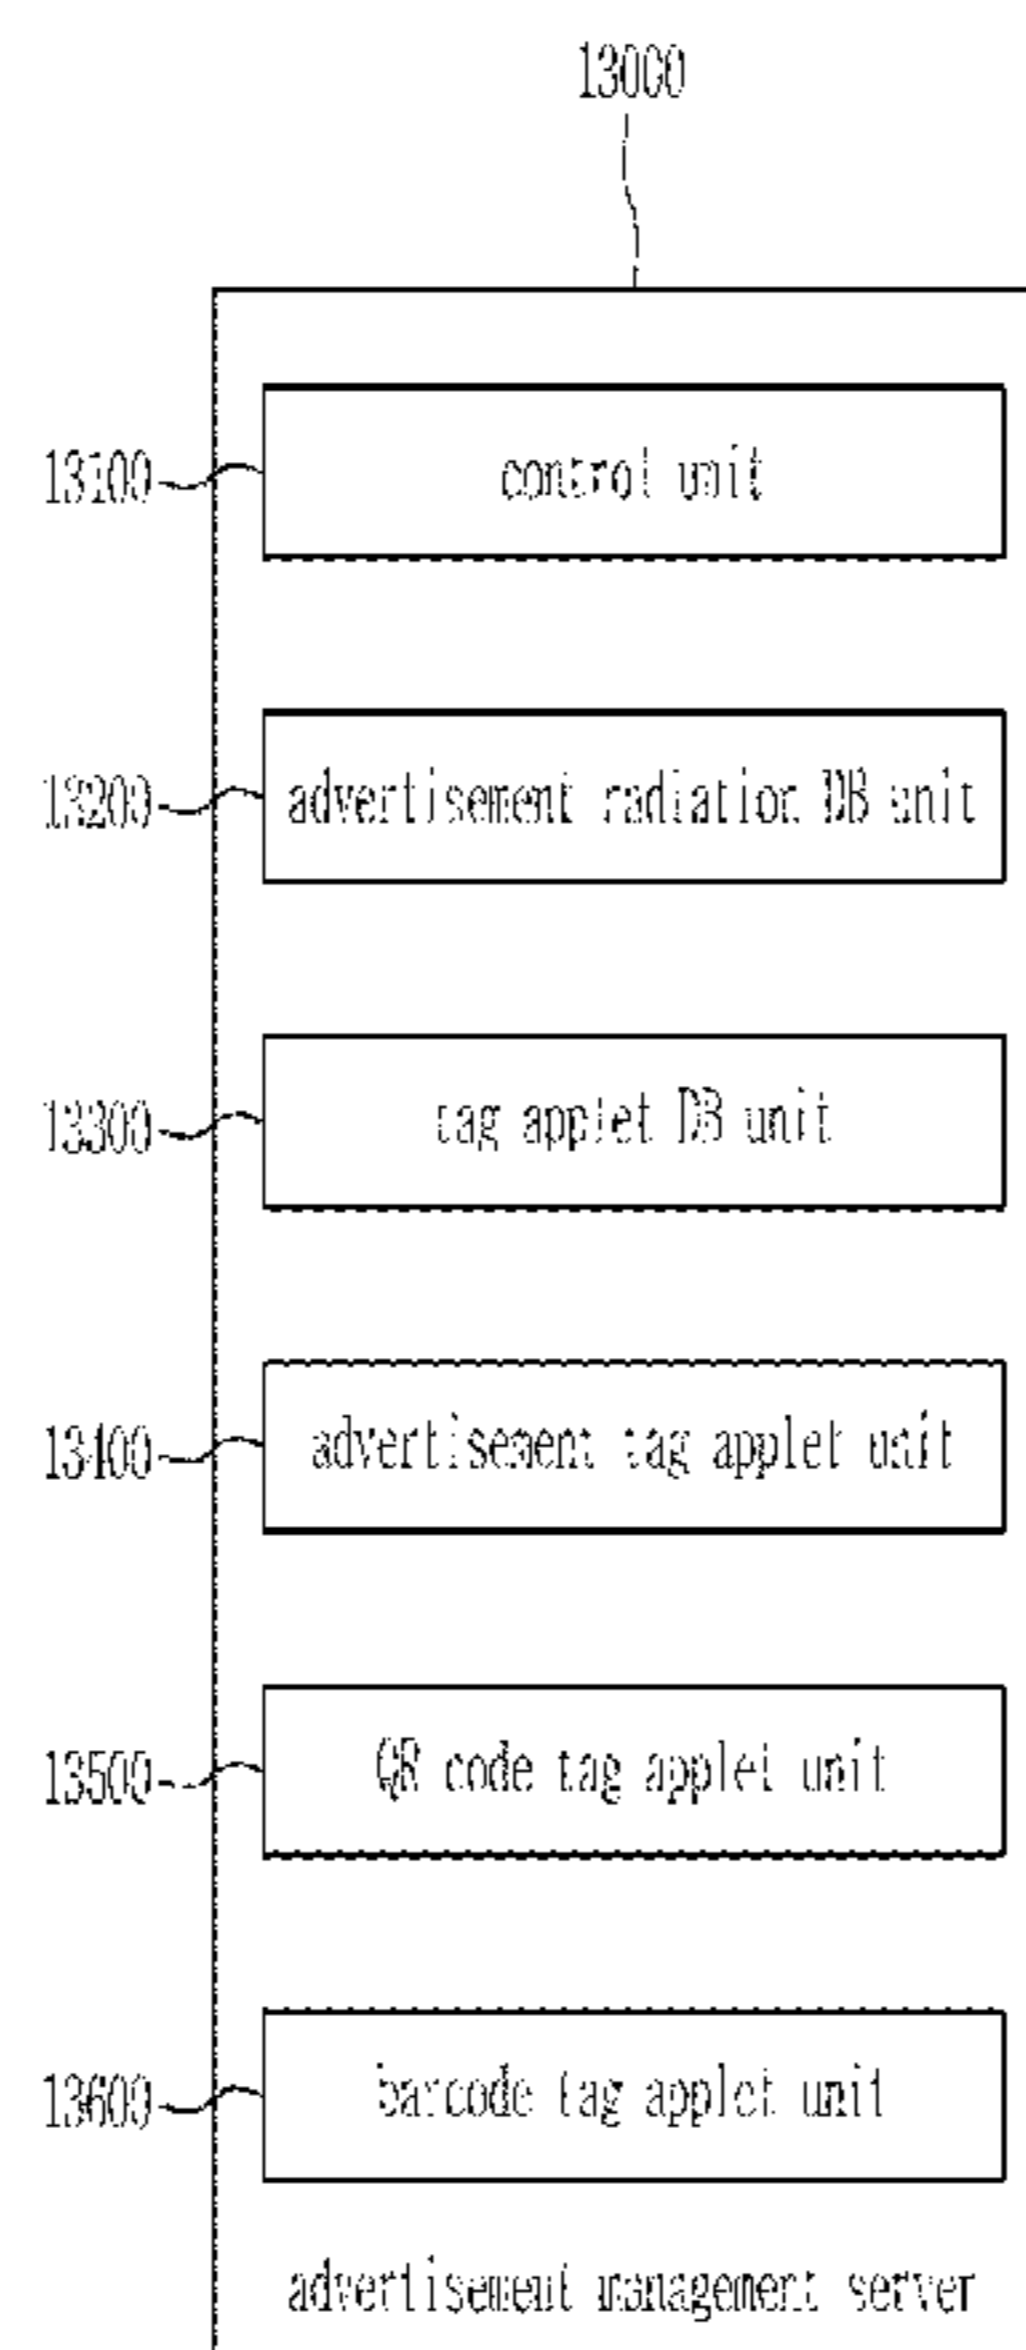 13000
13100
control unit
13200
advertisement radiation DB unit
13300
tag applet DB unit
13400
advertisement tag applet unit
13500
QR code tag applet unit
13600
barcode tag applet unit
advertisement management server